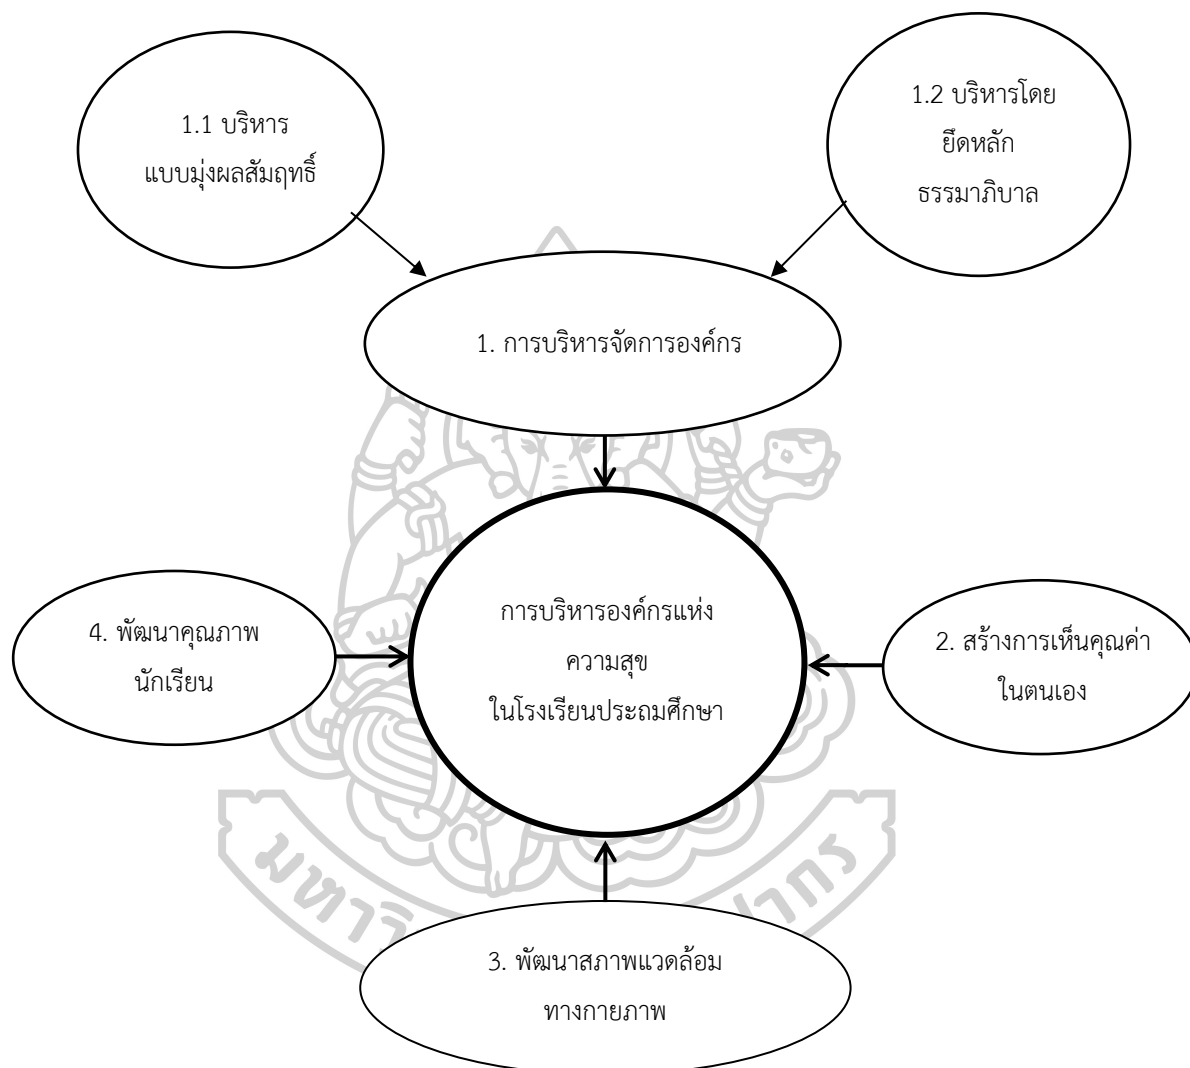 1.1 บริหาร
แบบมุ่งผลสัมฤทธิ์
1.2 บริหารโดย
ยึดหลัก
ธรรมาภิบาล
1. การบริหารจัดการองค์กร
การบริหารองค์กรแห่ง
ความสุข
ในโรงเรียนประถมศึกษา
4. พัฒนาคุณภาพ
นักเรียน
2. สร้างการเห็นคุณค่า
ในตนเอง
3. พัฒนาสภาพแวดล้อม
ทางกายภาพ